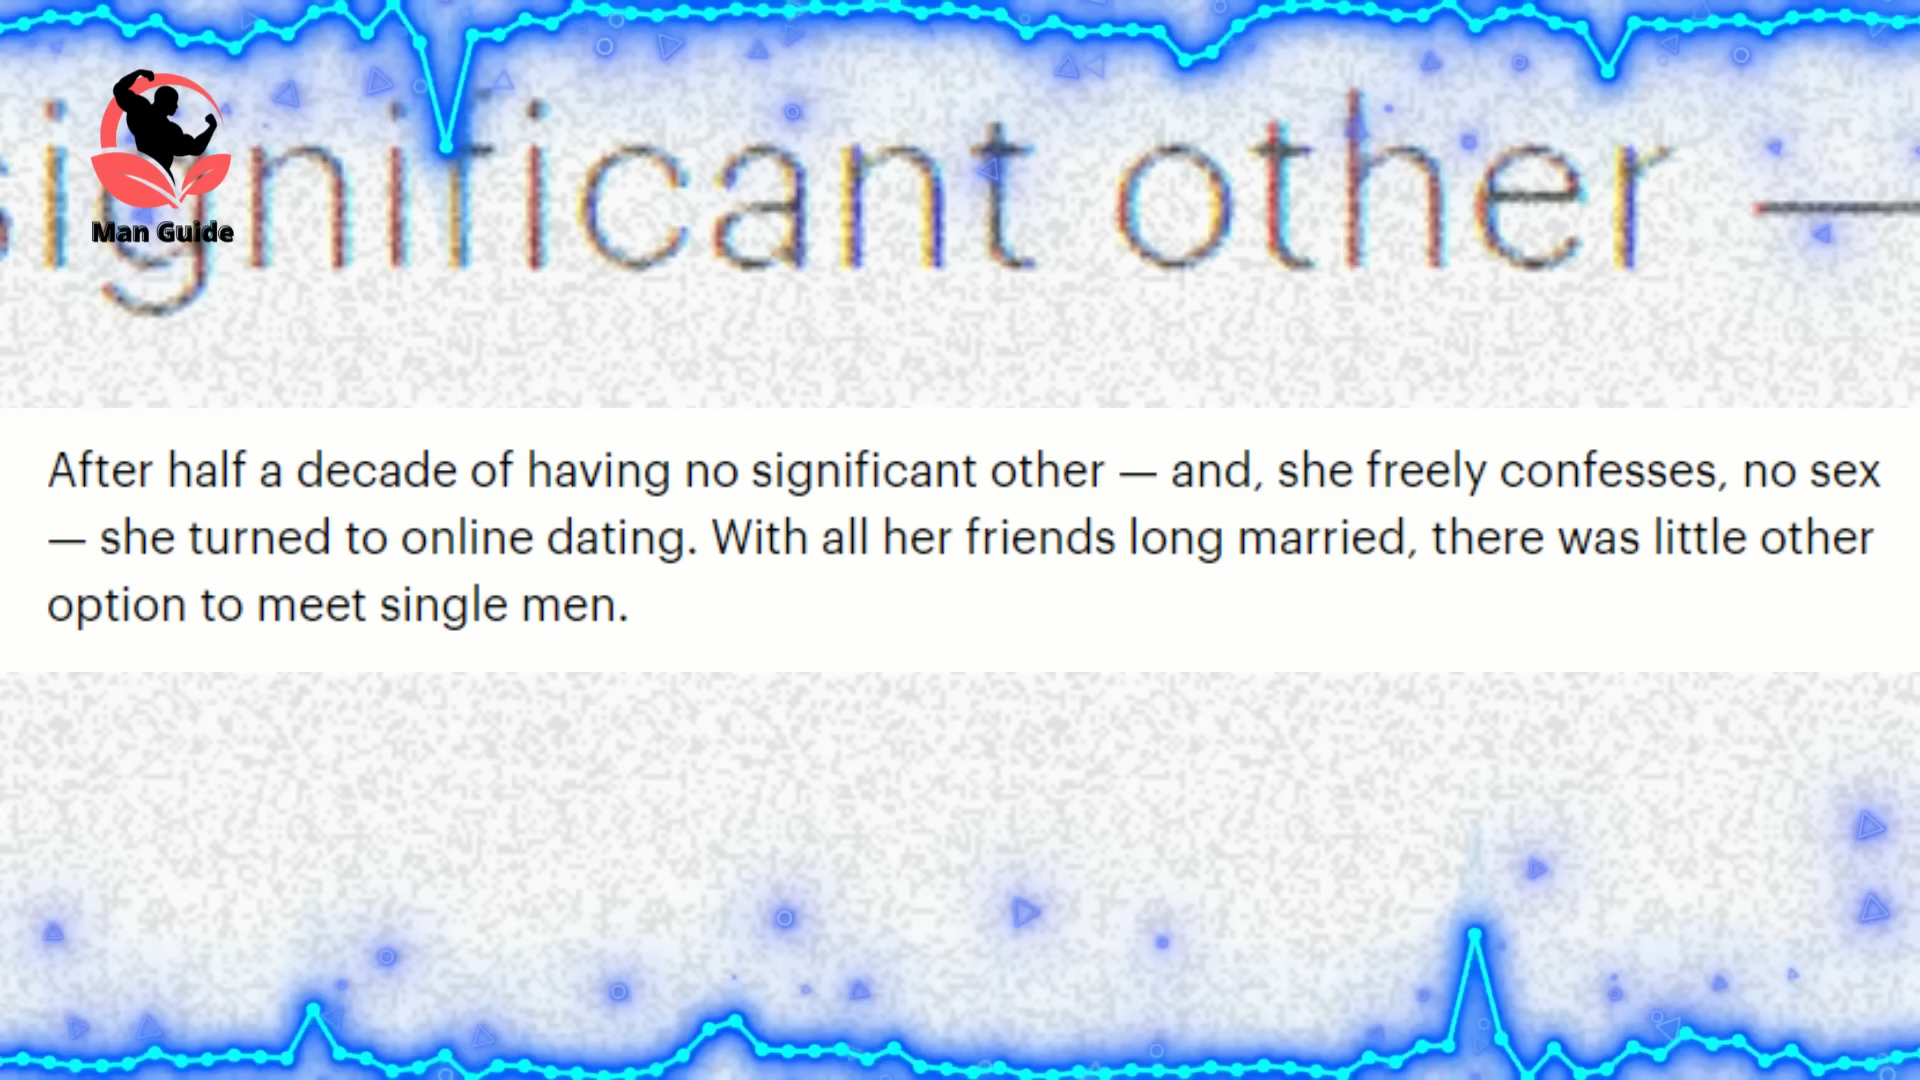 significant other —
Man Guide
After half a decade of having no significant other — and, she freely confesses, no sex
— she turned to online dating. With all her friends long married, there was little other
option to meet single men.